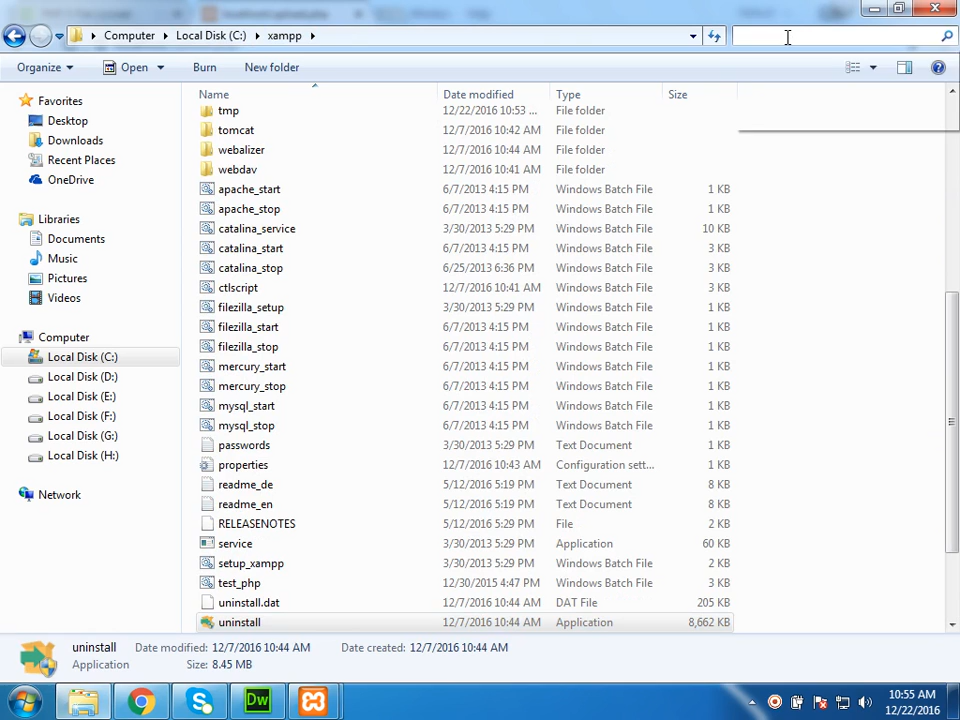 Computer Local Disk (C:) xampp
Organize Open Burn New folder
Name Date modified Type Size
Favorites
Desktop
Downloads
Recent Places
OneDrive
Libraries
Documents
Music
Pictures
Videos
Computer
Local Disk (C:)
Local Disk (D:)
Local Disk (E:)
Local Disk (F:)
Local Disk (G:)
Local Disk (H:)
Network
tmp 12/22/2016 10:53 ... File folder
tomcat 12/7/2016 10:42 AM File folder
webalizer 12/7/2016 10:44 AM File folder
webdav 12/7/2016 10:41 AM File folder
apache_start 6/7/2013 4:15 PM Windows Batch File 1 KB
apache_stop 6/7/2013 4:15 PM Windows Batch File 1 KB
catalina_service 3/30/2013 5:29 PM Windows Batch File 10 KB
catalina_start 6/7/2013 4:15 PM Windows Batch File 3 KB
catalina_stop 6/25/2013 6:36 PM Windows Batch File 3 KB
ctlscript 12/7/2016 10:41 AM Windows Batch File 1 KB
filezilla_setup 3/30/2013 5:29 PM Windows Batch File 1 KB
filezilla_start 6/7/2013 4:15 PM Windows Batch File 1 KB
filezilla_stop 6/7/2013 4:15 PM Windows Batch File 1 KB
mercury_start 6/7/2013 4:15 PM Windows Batch File 1 KB
mercury_stop 6/7/2013 4:15 PM Windows Batch File 1 KB
mysql_start 6/7/2013 4:15 PM Windows Batch File 1 KB
mysql_stop 6/7/2013 4:15 PM Windows Batch File 1 KB
passwords 3/30/2013 5:29 PM Text Document 1 KB
properties 12/7/2016 10:43 AM Configuration sett... 1 KB
readme_de 5/12/2016 5:29 PM Text Document 8 KB
readme_en 5/12/2016 5:29 PM Text Document 8 KB
RELEASENOTES 5/12/2016 5:29 PM File 2 KB
service 3/30/2013 5:29 PM Application 60 KB
setup_xampp 3/30/2013 5:29 PM Windows Batch File 2 KB
test_php 12/30/2015 4:47 PM Windows Batch File 3 KB
uninstall.dat 12/7/2016 10:44 AM DAT File 205 KB
uninstall 12/7/2016 10:44 AM Application 8,662 KB
uninstall Date modified: 12/7/2016 10:44 AM Date created: 12/7/2016 10:44 AM
Application Size: 8.45 MB
Dw
10:55 AM
12/22/2016